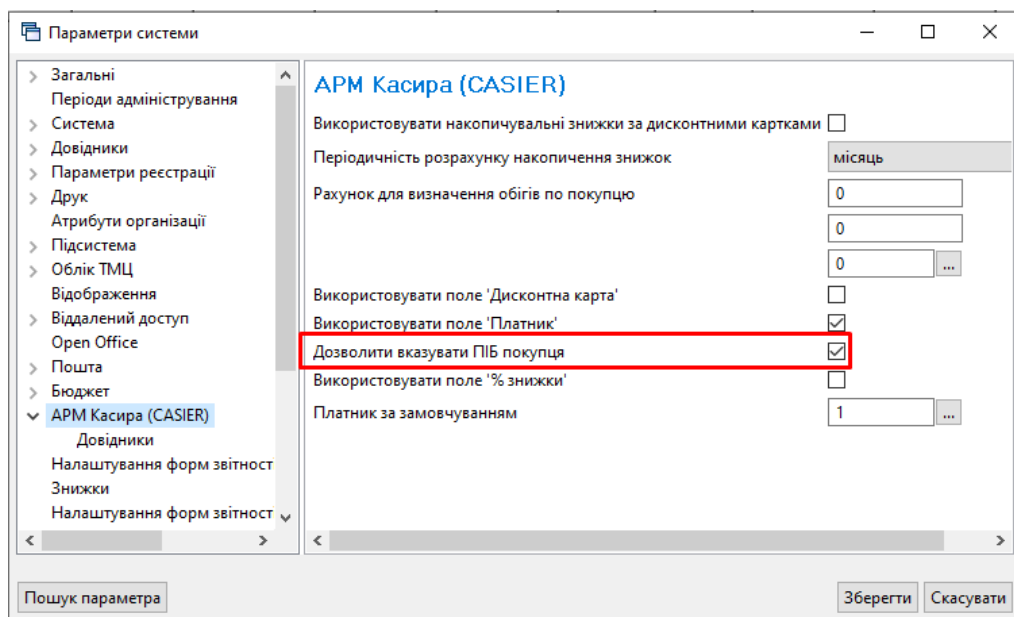 Параметри системи
Загальні
Періоди адміністрування
Система
Довідники
Параметри реєстрації
Друк
Атрибути організації
Підсистема
Облік ТМЦ
Відображення
Віддалений доступ
Open Office
Пошта
Бюджет
АРМ Касира (CASIER)
Довідники
Налаштування форм звітност
Знижки
Налаштування форм звітност
АРМ Касира (CASIER)
Використовувати накопичувальні знижки за дисконтними картками
Періодичність розрахунку накопичення знижок місяць
Рахунок для визначення обігів по покупцю 0
0
0 ...
Використовувати поле 'Дисконтна карта'
Використовувати поле 'Платник'
Дозволити вказувати ПІБ покупця
Використовувати поле '% знижки'
Платник за замовчуванням 1 ...
Пошук параметра Зберегти Скасувати